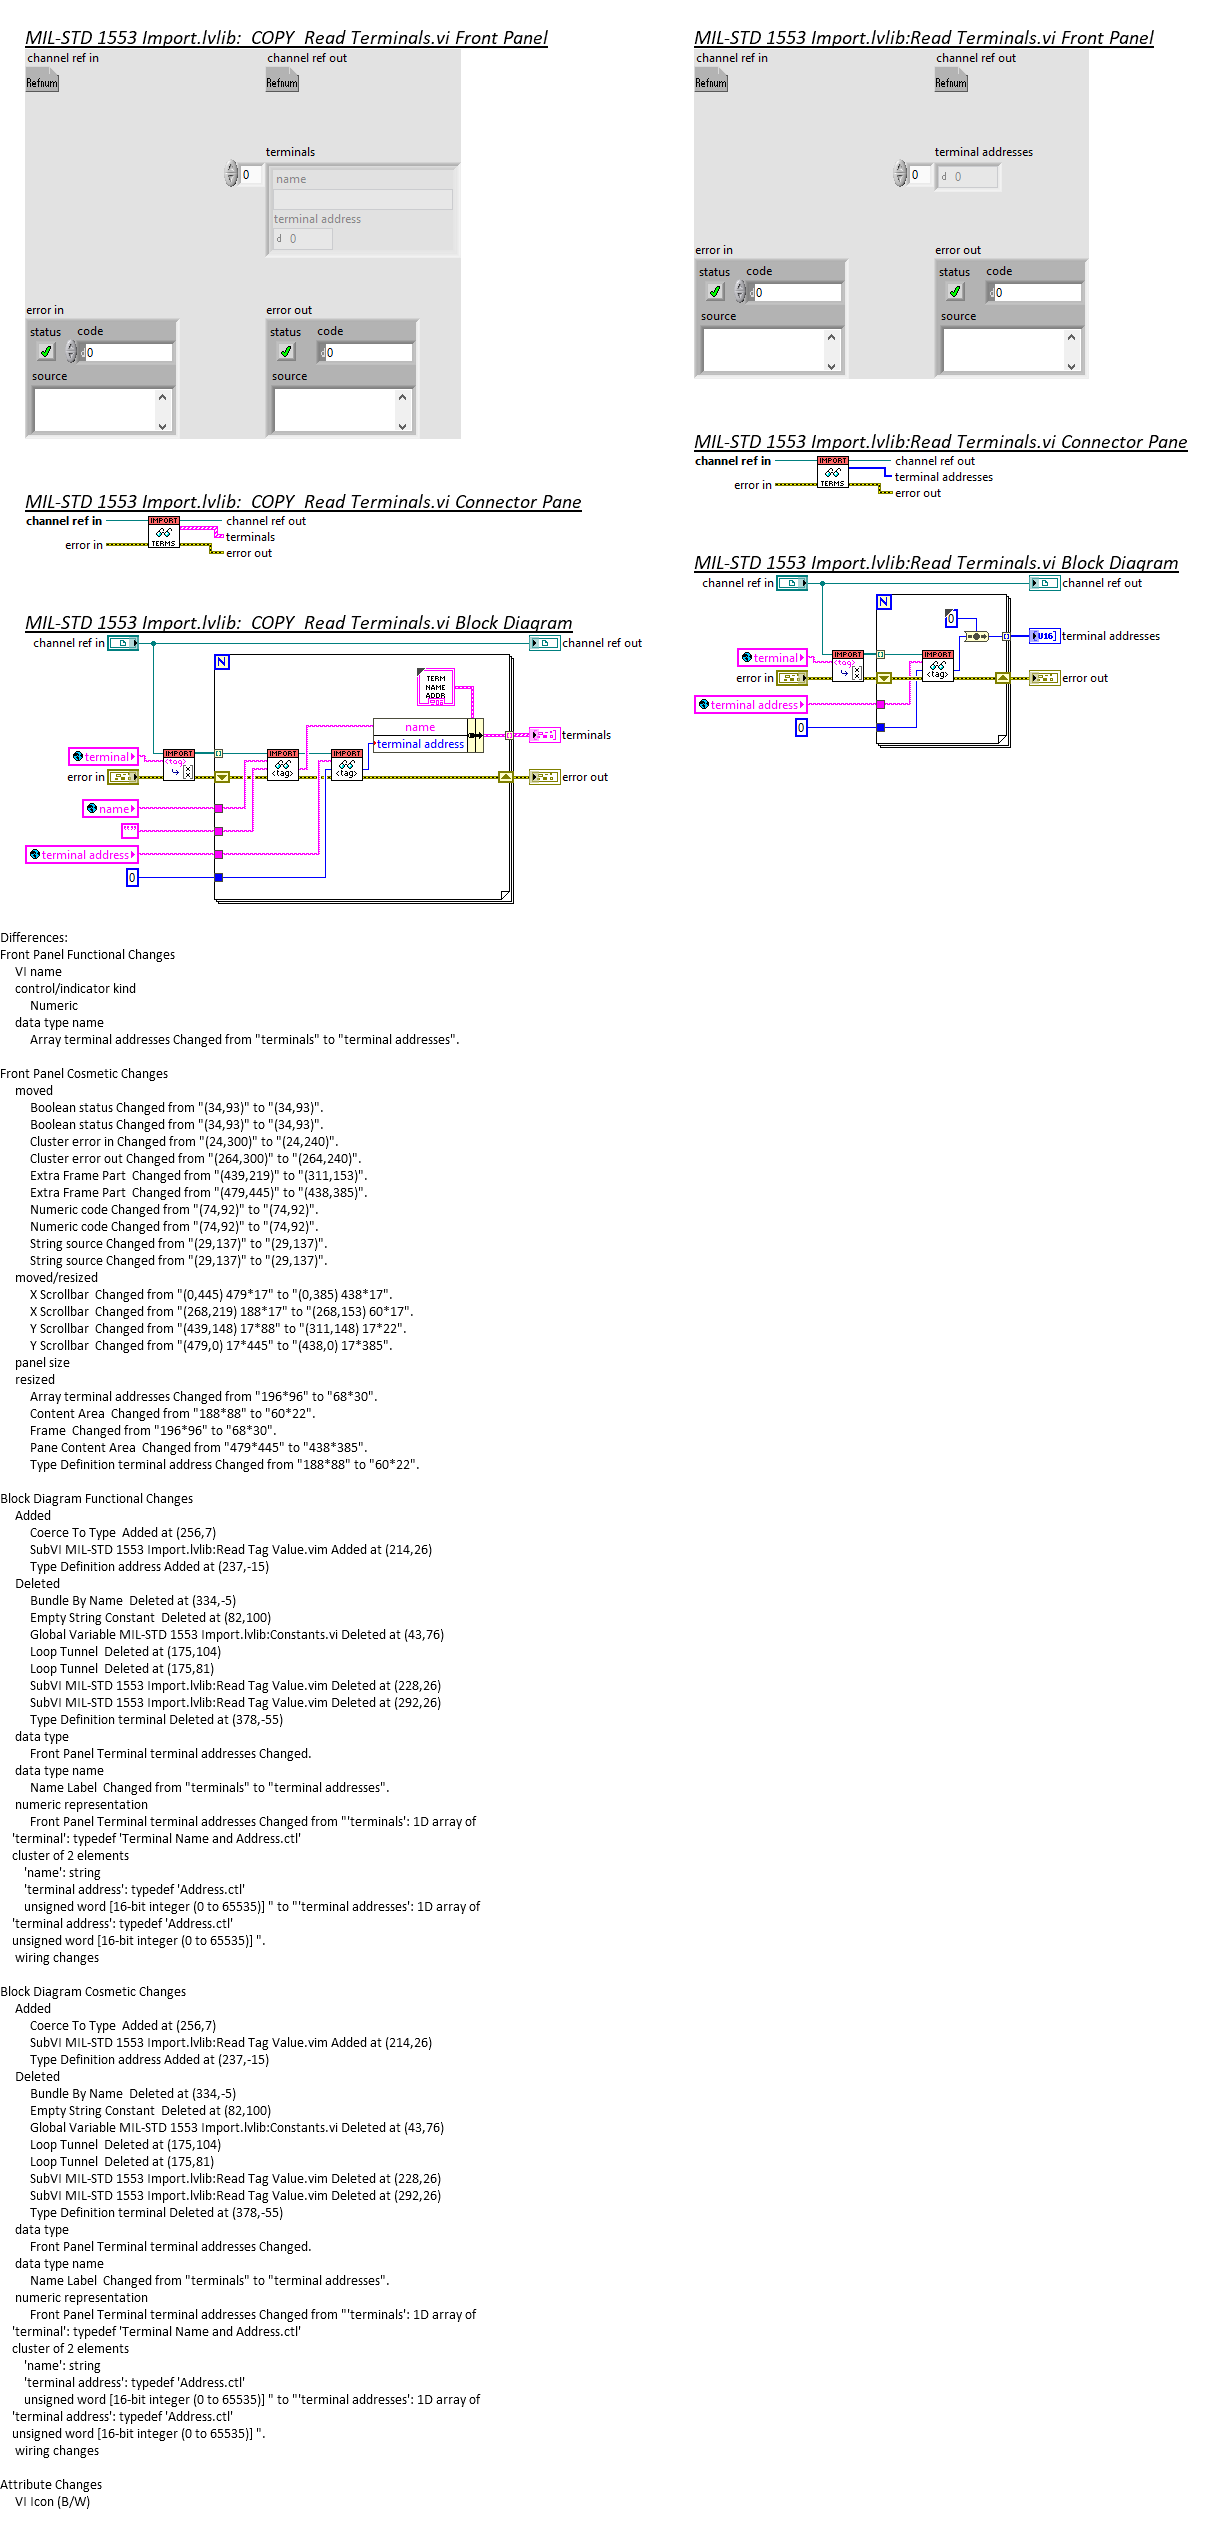 MIL-STD 1553 Import.lvlib:  COPY  Read Terminals.vi Front Panel
channel ref in
channel ref out
Refnum
Refnum
terminals
0
name
terminal address
d 0
error in
error out
status
code
status
code
d0
d0
source
source
MIL-STD 1553 Import.lvlib:  COPY  Read Terminals.vi Connector Pane
channel ref in
IMPORT
TERMS
channel ref out
terminals
error in
error out
MIL-STD 1553 Import.lvlib:  COPY  Read Terminals.vi Block Diagram
channel ref in
channel ref out
N
TERM
NAME
ADDR
name
terminal address
terminals
terminal
IMPORT
<tag>
IMPORT
<tag>
IMPORT
<tag>
error in
error out
name
""
terminal address
0
MIL-STD 1553 Import.lvlib:Read Terminals.vi Front Panel
channel ref in
channel ref out
Refnum
Refnum
terminal addresses
0
d 0
error in
error out
status
code
status
code
d0
d0
source
source
MIL-STD 1553 Import.lvlib:Read Terminals.vi Connector Pane
channel ref in
IMPORT
TERMS
channel ref out
terminal addresses
error in
error out
MIL-STD 1553 Import.lvlib:Read Terminals.vi Block Diagram
channel ref in
channel ref out
N
0
U16
terminal addresses
terminal
IMPORT
<tag>
IMPORT
<tag>
error in
error out
terminal address
0
Differences:
Front Panel Functional Changes
VI name
control/indicator kind
Numeric
data type name
Array terminal addresses Changed from "terminals" to "terminal addresses".
Front Panel Cosmetic Changes
moved
Boolean status Changed from "(34,93)" to "(34,93)".
Boolean status Changed from "(34,93)" to "(34,93)".
Cluster error in Changed from "(24,300)" to "(24,240)".
Cluster error out Changed from "(264,300)" to "(264,240)".
Extra Frame Part  Changed from "(439,219)" to "(311,153)".
Extra Frame Part  Changed from "(479,445)" to "(438,385)".
Numeric code Changed from "(74,92)" to "(74,92)".
Numeric code Changed from "(74,92)" to "(74,92)".
String source Changed from "(29,137)" to "(29,137)".
String source Changed from "(29,137)" to "(29,137)".
moved/resized
X Scrollbar  Changed from "(0,445) 479*17" to "(0,385) 438*17".
X Scrollbar  Changed from "(268,219) 188*17" to "(268,153) 60*17".
Y Scrollbar  Changed from "(439,148) 17*88" to "(311,148) 17*22".
Y Scrollbar  Changed from "(479,0) 17*445" to "(438,0) 17*385".
panel size
resized
Array terminal addresses Changed from "196*96" to "68*30".
Content Area  Changed from "188*88" to "60*22".
Frame  Changed from "196*96" to "68*30".
Pane Content Area  Changed from "479*445" to "438*385".
Type Definition terminal address Changed from "188*88" to "60*22".
Block Diagram Functional Changes
Added
Coerce To Type  Added at (256,7)
SubVI MIL-STD 1553 Import.lvlib:Read Tag Value.vim Added at (214,26)
Type Definition address Added at (237,-15)
Deleted
Bundle By Name  Deleted at (334,-5)
Empty String Constant  Deleted at (82,100)
Global Variable MIL-STD 1553 Import.lvlib:Constants.vi Deleted at (43,76)
Loop Tunnel  Deleted at (175,104)
Loop Tunnel  Deleted at (175,81)
SubVI MIL-STD 1553 Import.lvlib:Read Tag Value.vim Deleted at (228,26)
SubVI MIL-STD 1553 Import.lvlib:Read Tag Value.vim Deleted at (292,26)
Type Definition terminal Deleted at (378,-55)
data type
Front Panel Terminal terminal addresses Changed.
data type name
Name Label  Changed from "terminals" to "terminal addresses".
numeric representation
Front Panel Terminal terminal addresses Changed from "'terminals': 1D array of
'terminal': typedef 'Terminal Name and Address.ctl'
cluster of 2 elements
'name': string
'terminal address': typedef 'Address.ctl'
unsigned word [16-bit integer (0 to 65535)] " to "'terminal addresses': 1D array of
'terminal address': typedef 'Address.ctl'
unsigned word [16-bit integer (0 to 65535)] ".
wiring changes
Block Diagram Cosmetic Changes
Added
Coerce To Type  Added at (256,7)
SubVI MIL-STD 1553 Import.lvlib:Read Tag Value.vim Added at (214,26)
Type Definition address Added at (237,-15)
Deleted
Bundle By Name  Deleted at (334,-5)
Empty String Constant  Deleted at (82,100)
Global Variable MIL-STD 1553 Import.lvlib:Constants.vi Deleted at (43,76)
Loop Tunnel  Deleted at (175,104)
Loop Tunnel  Deleted at (175,81)
SubVI MIL-STD 1553 Import.lvlib:Read Tag Value.vim Deleted at (228,26)
SubVI MIL-STD 1553 Import.lvlib:Read Tag Value.vim Deleted at (292,26)
Type Definition terminal Deleted at (378,-55)
data type
Front Panel Terminal terminal addresses Changed.
data type name
Name Label  Changed from "terminals" to "terminal addresses".
numeric representation
Front Panel Terminal terminal addresses Changed from "'terminals': 1D array of
'terminal': typedef 'Terminal Name and Address.ctl'
cluster of 2 elements
'name': string
'terminal address': typedef 'Address.ctl'
unsigned word [16-bit integer (0 to 65535)] " to "'terminal addresses': 1D array of
'terminal address': typedef 'Address.ctl'
unsigned word [16-bit integer (0 to 65535)] ".
wiring changes
Attribute Changes
VI Icon (B/W)